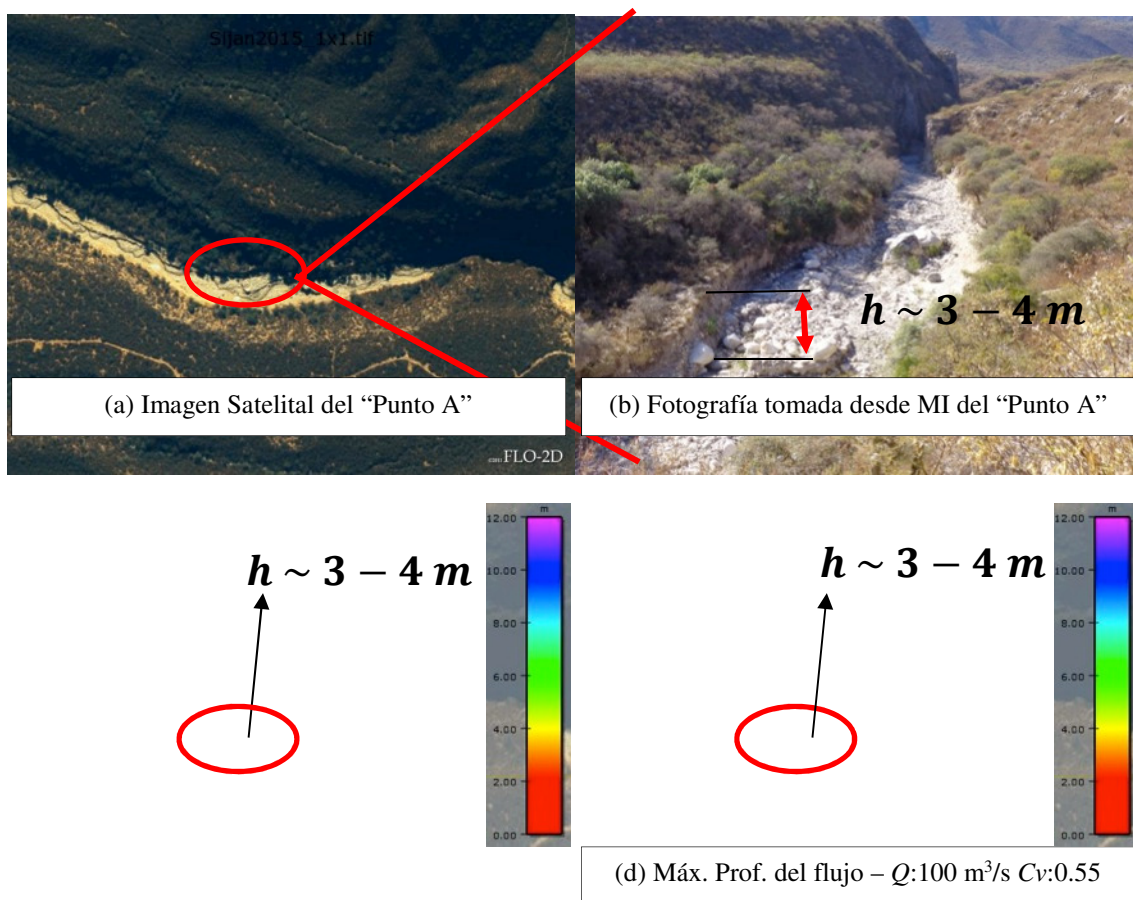 Sijan2015_1x1.tif
h ~ 3 – 4 m
(a) Imagen Satelital del “Punto A”
(b) Fotografía tomada desde MI del “Punto A”
FLO-2D
h ~ 3 – 4 m
m
12.00
10.00
8.00
6.00
4.00
2.00
0.00
h ~ 3 – 4 m
m
12.00
10.00
8.00
6.00
4.00
2.00
0.00
(d) Máx. Prof. del flujo – Q:100 m³/s Cv:0.55